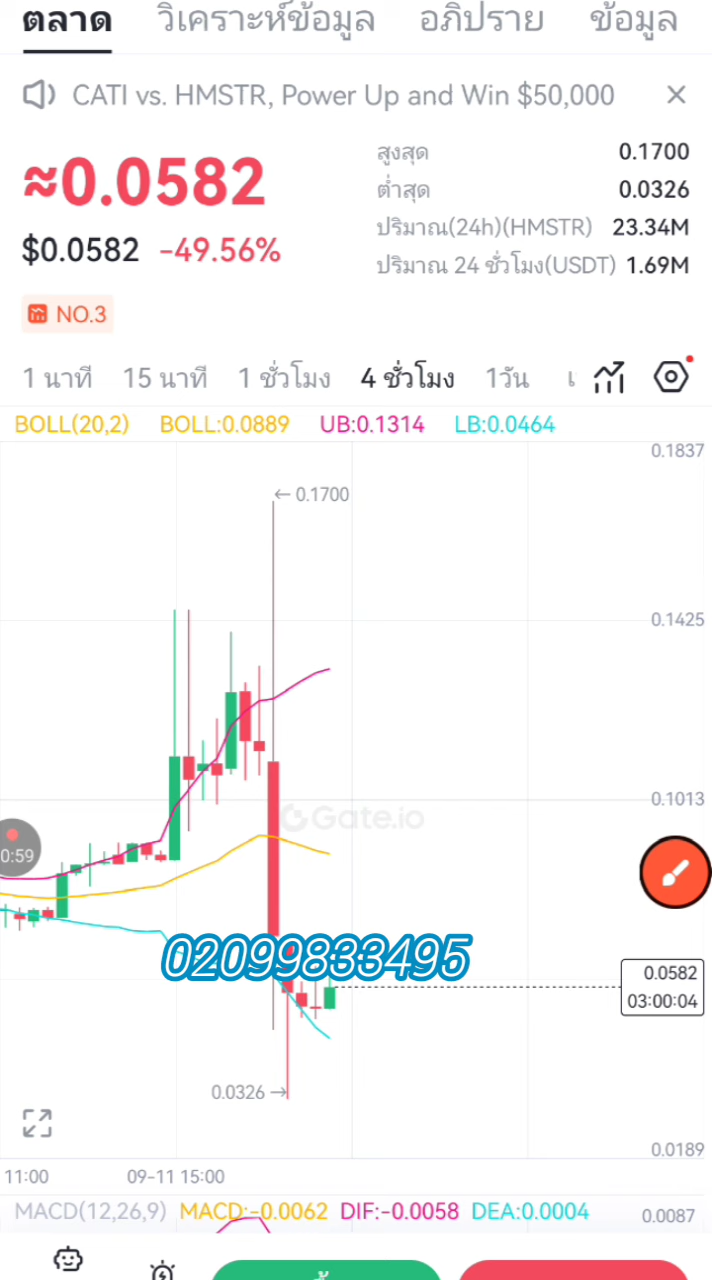 ตลาด วิเคราะห์ข้อมูล อภิปราย ข้อมูล
CATI vs. HMSTR, Power Up and Win $50,000
≈0.0582
$0.0582 -49.56%
สูงสุด 0.1700
ต่ำสุด 0.0326
ปริมาณ(24h)(HMSTR) 23.34M
ปริมาณ 24 ชั่วโมง(USDT) 1.69M
NO.3
1 นาที 15 นาที 1 ชั่วโมง 4 ชั่วโมง 1วัน
BOLL(20,2) BOLL:0.0889 UB:0.1314 LB:0.0464
0.1837
← 0.1700
0.1425
0.1013
Gate.io
0:59
02099833495
0.0582
03:00:04
0.0326 →
0.0189
11:00 09-11 15:00
MACD(12,26,9) MACD:-0.0062 DIF:-0.0058 DEA:0.0004
0.0087